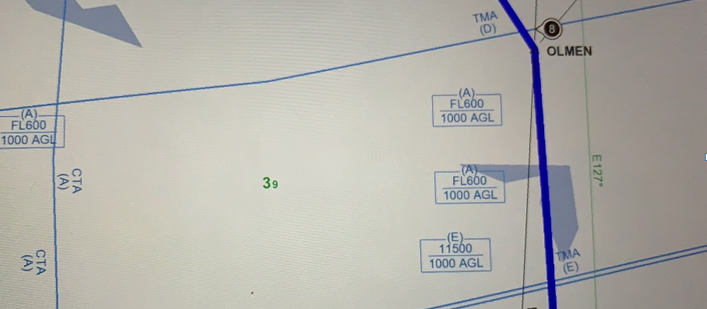 TMA
(D)
8
OLMEN
(A)
FL600
1000 AGL
(A)
FL600
1000 AGL
CTA
(A)
39
(A)
FL600
1000 AGL
E127°
(E)
11500
1000 AGL
CTA
(A)
TMA
(E)